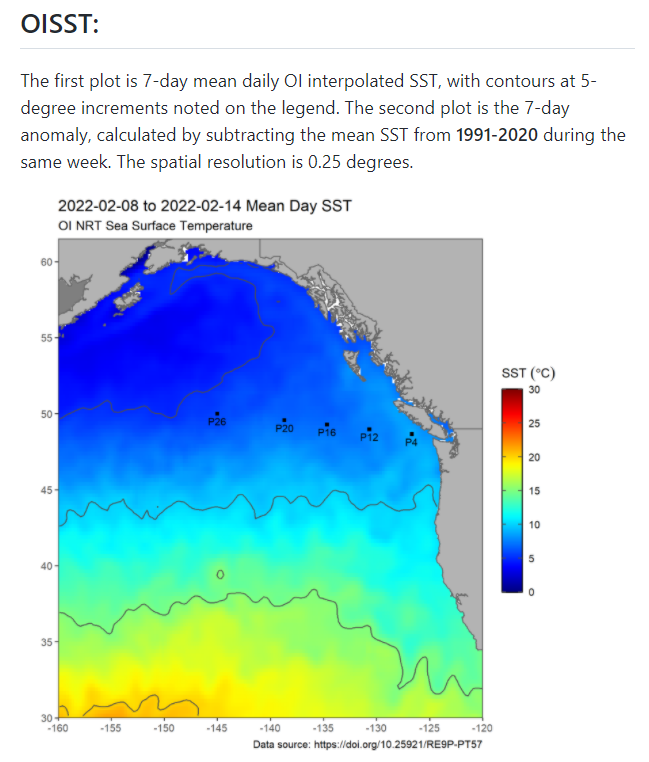 OISST:
The first plot is 7-day mean daily OI interpolated SST, with contours at 5-
degree increments noted on the legend. The second plot is the 7-day
anomaly, calculated by subtracting the mean SST from 1991-2020 during the
same week. The spatial resolution is 0.25 degrees.
2022-02-08 to 2022-02-14 Mean Day SST
OI NRT Sea Surface Temperature
60
55
50
45
40
35
30
P26
P20
P16
P12
P4
SST (°C)
30
25
20
15
10
5
0
-160
-155
-150
-145
-140
-135
-130
-125
-120
Data source: https://doi.org/10.25921/RE9P-PT57